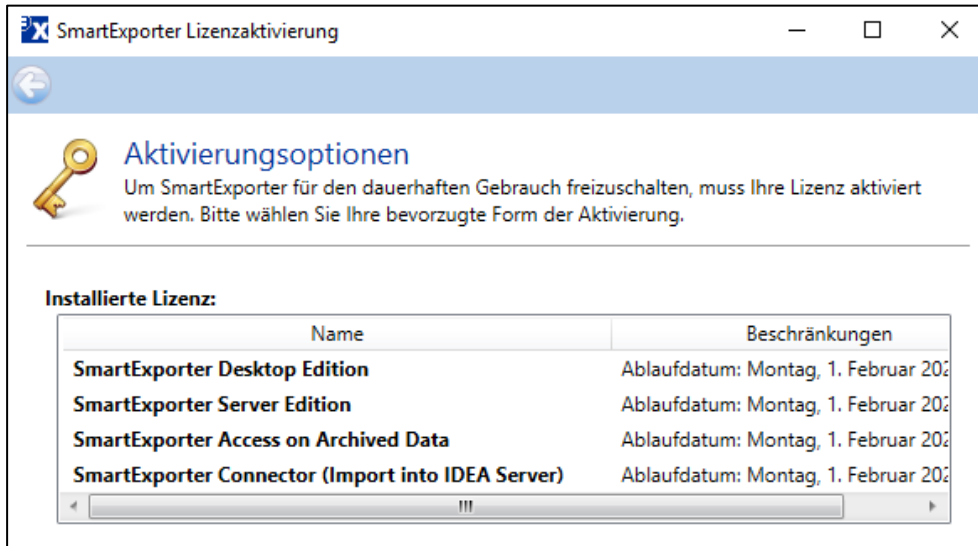 SmartExporter Lizenzaktivierung
Aktivierungsoptionen
Um SmartExporter für den dauerhaften Gebrauch freizuschalten, muss Ihre Lizenz aktiviert
werden. Bitte wählen Sie Ihre bevorzugte Form der Aktivierung.
Installierte Lizenz:
Name Beschränkungen
SmartExporter Desktop Edition Ablaufdatum: Montag, 1. Februar
SmartExporter Server Edition Ablaufdatum: Montag, 1. Februar
SmartExporter Access on Archived Data Ablaufdatum: Montag, 1. Februar
SmartExporter Connector (Import into IDEA Server) Ablaufdatum: Montag, 1. Februar